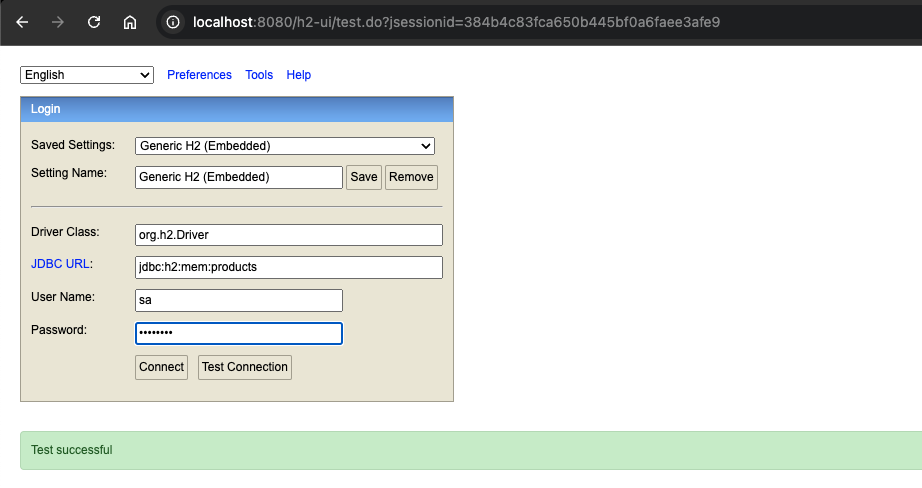 localhost:8080/h2-ui/test.do?jsessionid=384b4c83fca650b445bf0a6faee3afe9
English Preferences Tools Help
Login
Saved Settings: Generic H2 (Embedded)
Setting Name: Generic H2 (Embedded) Save Remove
Driver Class: org.h2.Driver
JDBC URL: jdbc:h2:mem:products
User Name: sa
Password: ••••••••
Connect Test Connection
Test successful